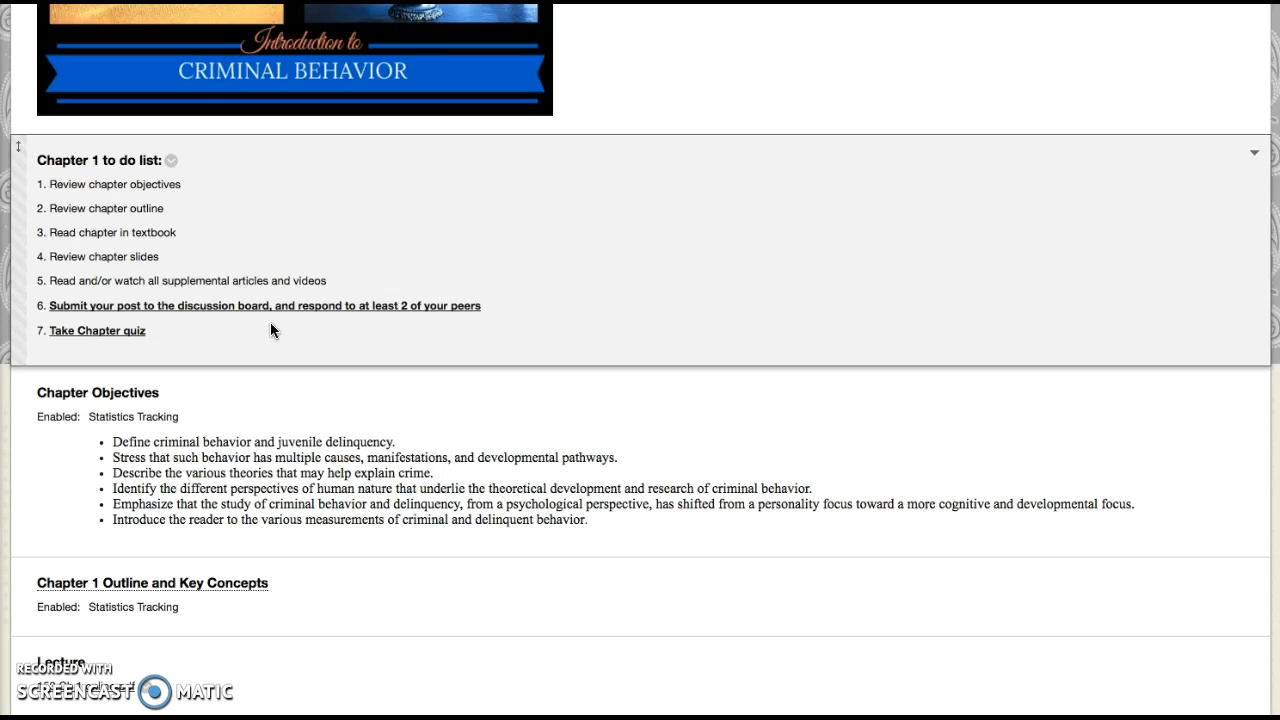 Introduction to
CRIMINAL BEHAVIOR
Chapter 1 to do list:
1. Review chapter objectives
2. Review chapter outline
3. Read chapter in textbook
4. Review chapter slides
5. Read and/or watch all supplemental articles and videos
6. Submit your post to the discussion board, and respond to at least 2 of your peers
7. Take Chapter quiz
Chapter Objectives
Enabled: Statistics Tracking
• Define criminal behavior and juvenile delinquency.
• Stress that such behavior has multiple causes, manifestations, and developmental pathways.
• Describe the various theories that may help explain crime.
• Identify the different perspectives of human nature that underlie the theoretical development and research of criminal behavior.
• Emphasize that the study of criminal behavior and delinquency, from a psychological perspective, has shifted from a personality focus toward a more cognitive and developmental focus.
• Introduce the reader to the various measurements of criminal and delinquent behavior.
Chapter 1 Outline and Key Concepts
Enabled: Statistics Tracking
Lecture
RECORDED WITH
SCREENCAST MATIC